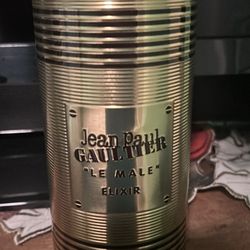 Jean Paul
GAULTIER
"LE MALE"
ELIXIR